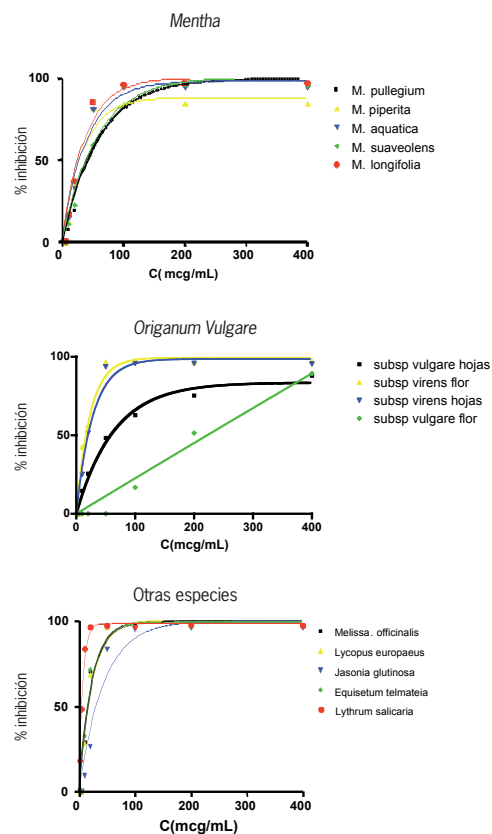 Mentha
% inhibición
100
50
0
0
100
200
300
400
C( mcg/mL)
M. pullegium
M. piperita
M. aquatica
M. suaveolens
M. longifolia
Origanum Vulgare
% inhibición
100
50
0
0
100
200
300
400
C(mcg/mL)
subsp vulgare hojas
subsp virens flor
subsp virens hojas
subsp vulgare flor
Otras especies
% inhibición
100
50
0
0
100
200
300
400
C(mcg/mL)
Melissa. officinalis
Lycopus europaeus
Jasonia glutinosa
Equisetum telmateia
Lythrum salicaria